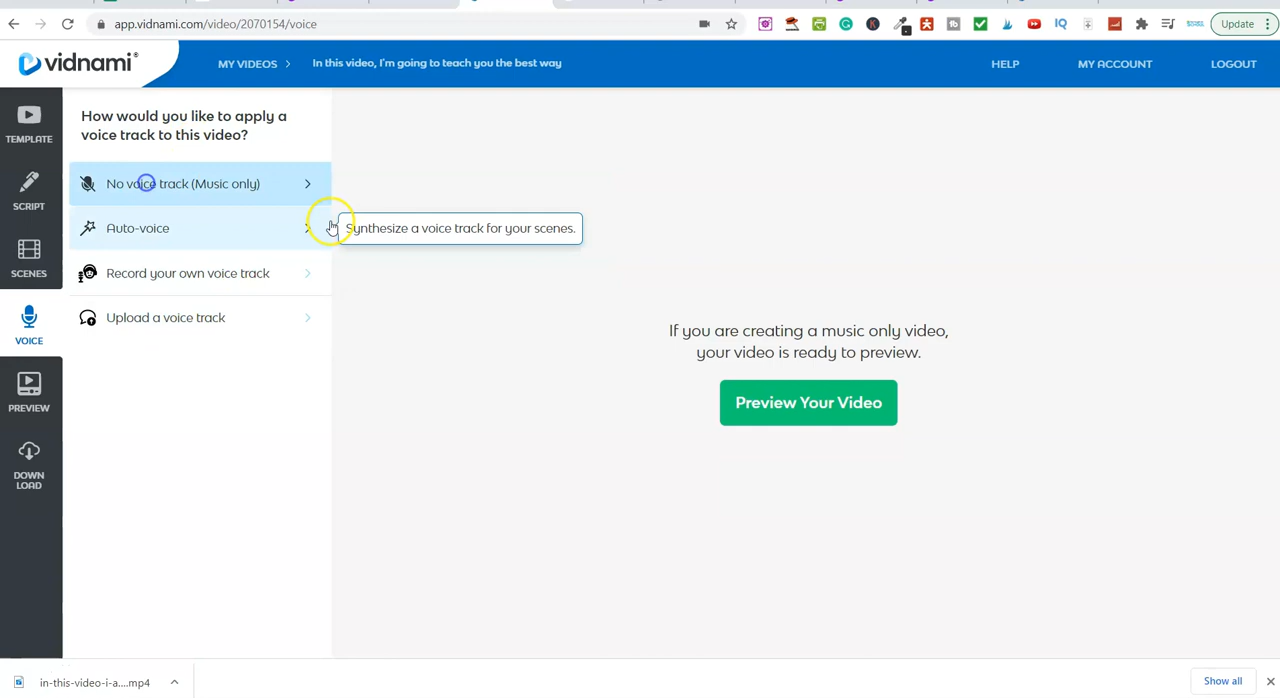 app.vidnami.com/video/2070154/voice
Update
vidnami®
MY VIDEOS
In this video, I'm going to teach you the best way
HELP
MY ACCOUNT
LOGOUT
TEMPLATE
SCRIPT
SCENES
VOICE
PREVIEW
DOWN
LOAD
How would you like to apply a
voice track to this video?
No voice track (Music only)
Auto-voice
Synthesize a voice track for your scenes.
Record your own voice track
Upload a voice track
If you are creating a music only video,
your video is ready to preview.
Preview Your Video
in-this-video-i-a....mp4
Show all